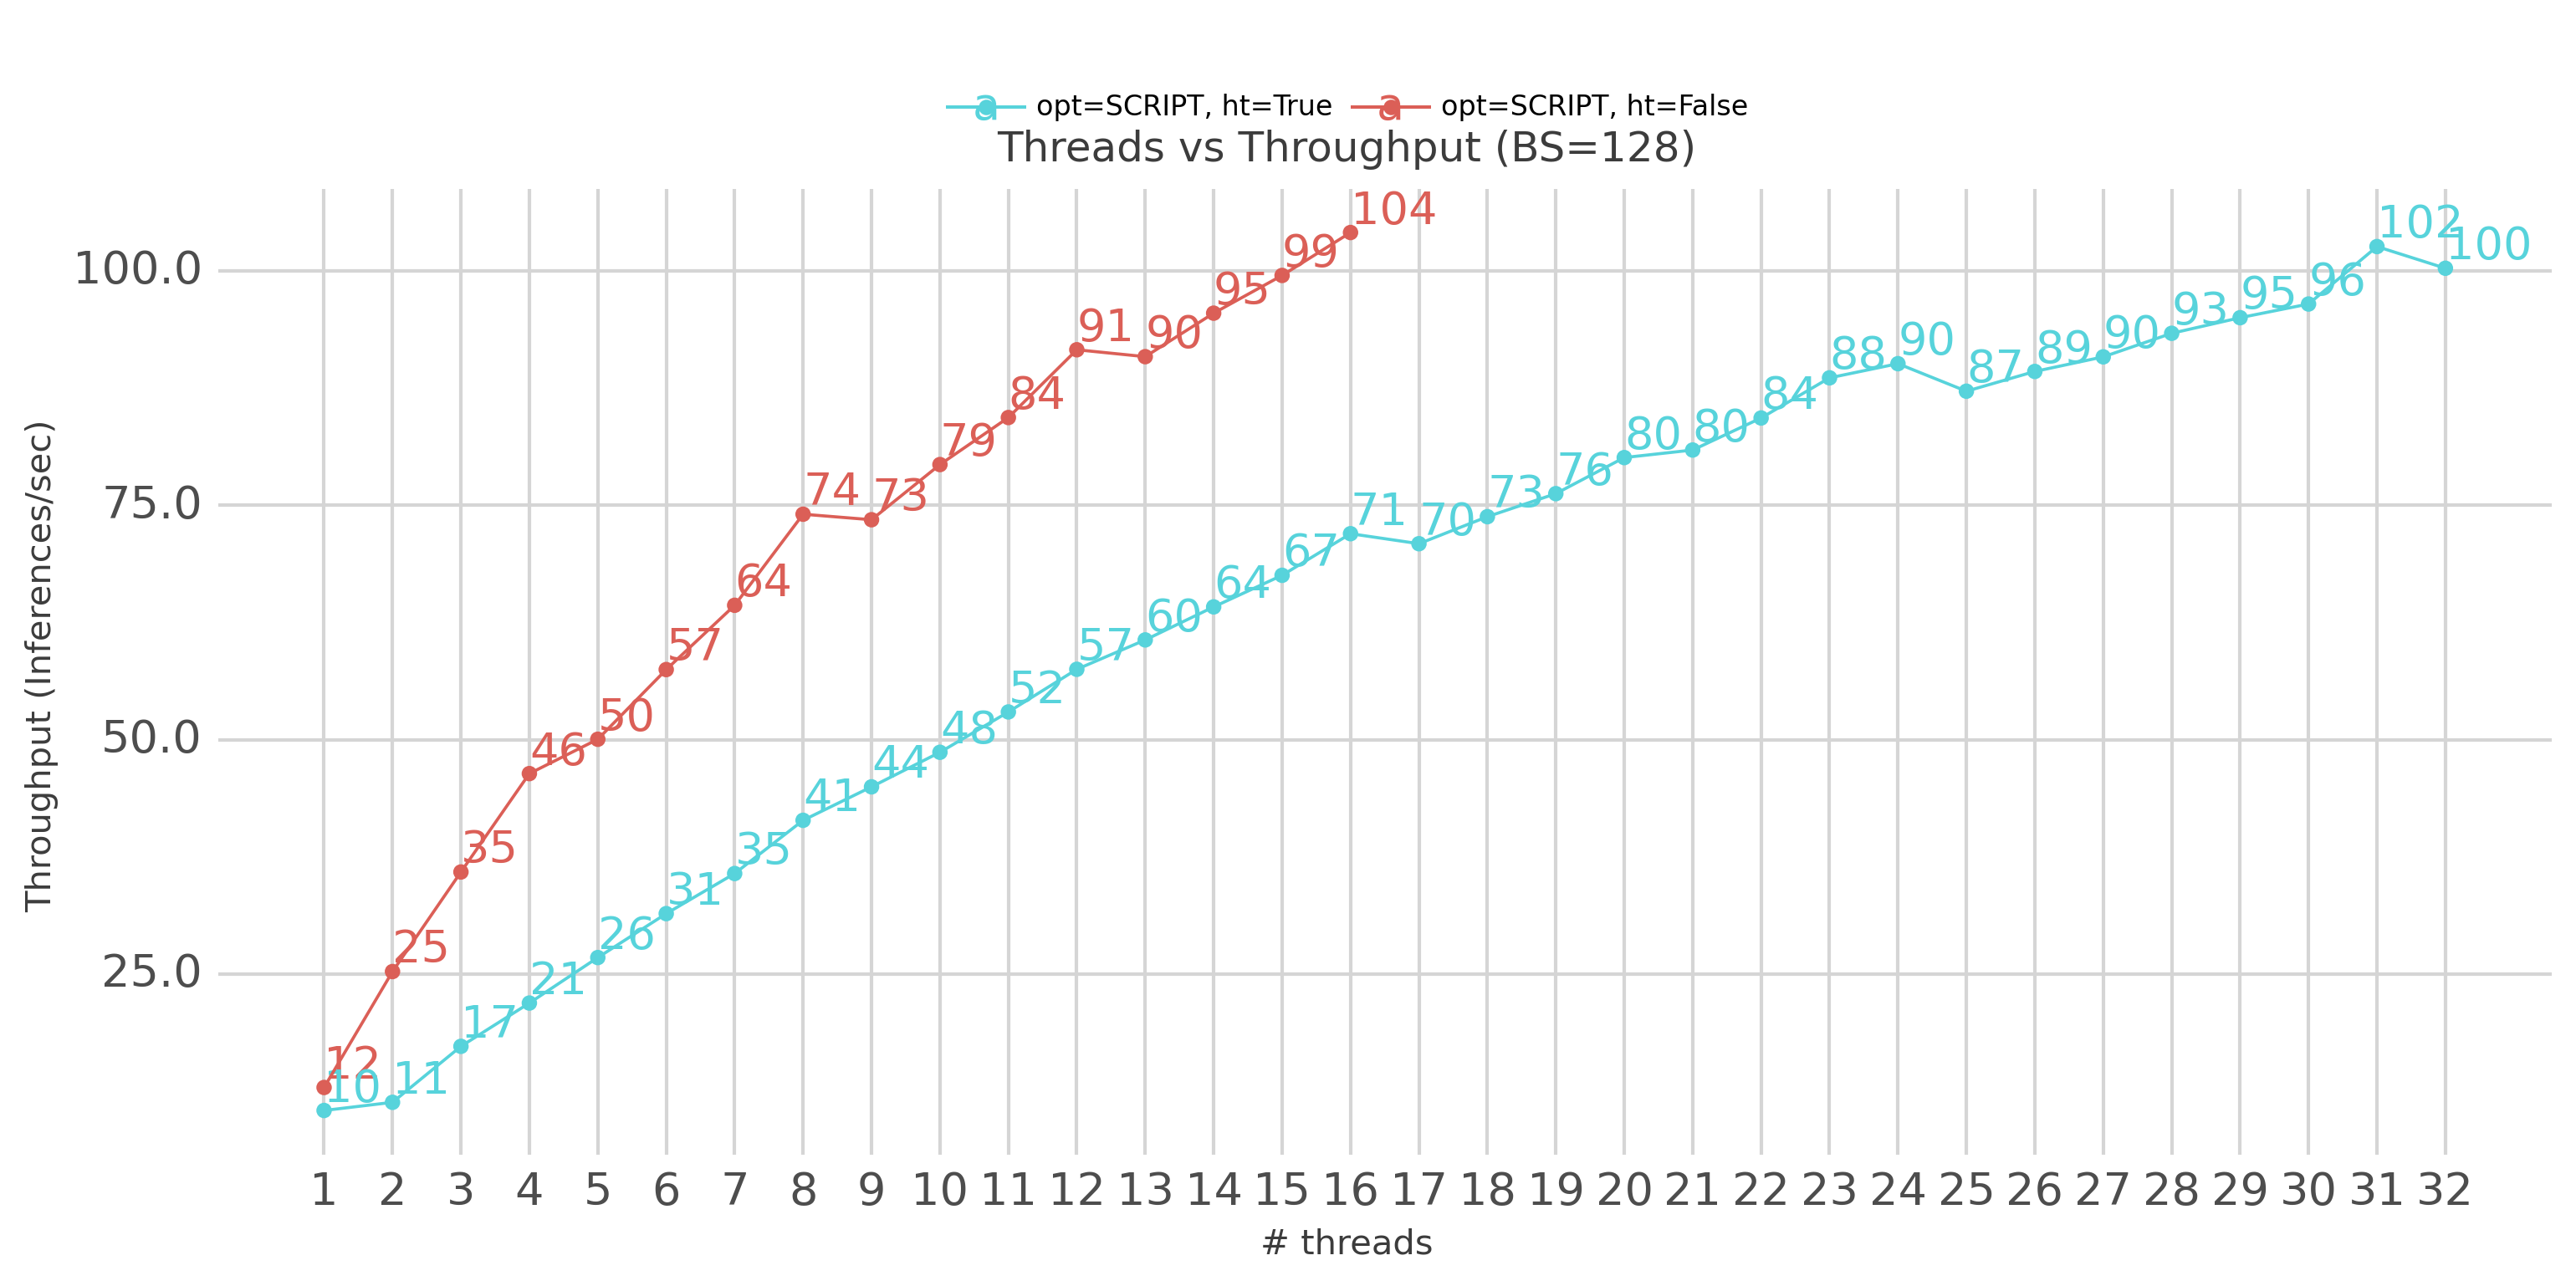 a opt=SCRIPT, ht=True a opt=SCRIPT, ht=False
Threads vs Throughput (BS=128)
Throughput (Inferences/sec)
100.0
75.0
50.0
25.0
12 25 35 46 50 57 64 74 73 79 84 91 90 95 99 104
10 11 17 21 26 31 35 41 44 48 52 57 60 64 67 71 70 73 76 80 80 84 88 90 87 89 90 93 95 96 102 100
1 2 3 4 5 6 7 8 9 10 11 12 13 14 15 16 17 18 19 20 21 22 23 24 25 26 27 28 29 30 31 32
# threads